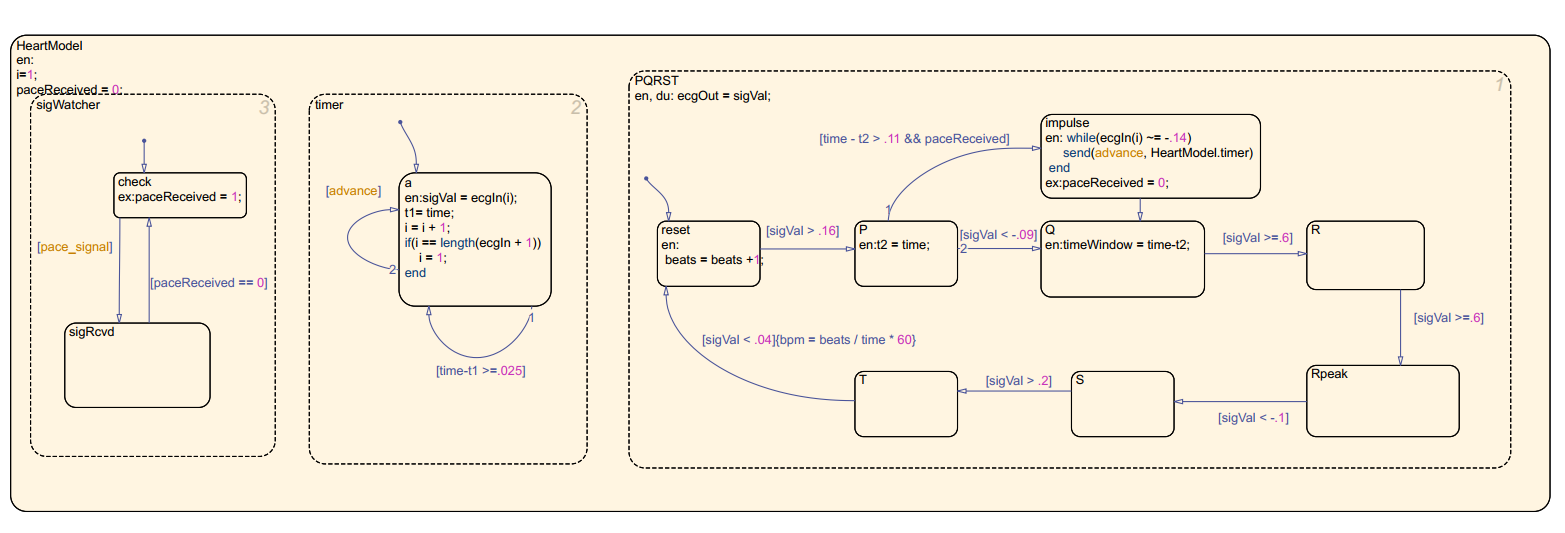 HeartModel
en:
i=1;
paceReceived = 0;
sigWatcher
3
check
ex:paceReceived = 1;
[pace_signal]
[paceReceived == 0]
sigRcvd
timer
2
[advance]
a
en:sigVal = ecgIn(i);
t1= time;
i = i + 1;
if(i == length(ecgIn + 1))
i = 1;
end
2
1
[time-t1 >=.025]
PQRST
en, du: ecgOut = sigVal;
1
[time - t2 > .11 && paceReceived]
impulse
en: while(ecgIn(i) ~= -.14)
send(advance, HeartModel.timer)
end
ex:paceReceived = 0;
reset
en:
beats = beats +1;
[sigVal > .16]
1
P
en:t2 = time;
[sigVal < -.09]
2
Q
en:timeWindow = time-t2;
[sigVal >=.6]
R
[sigVal >=.6]
[sigVal < .04]{bpm = beats / time * 60}
T
[sigVal > .2]
S
[sigVal < -.1]
Rpeak